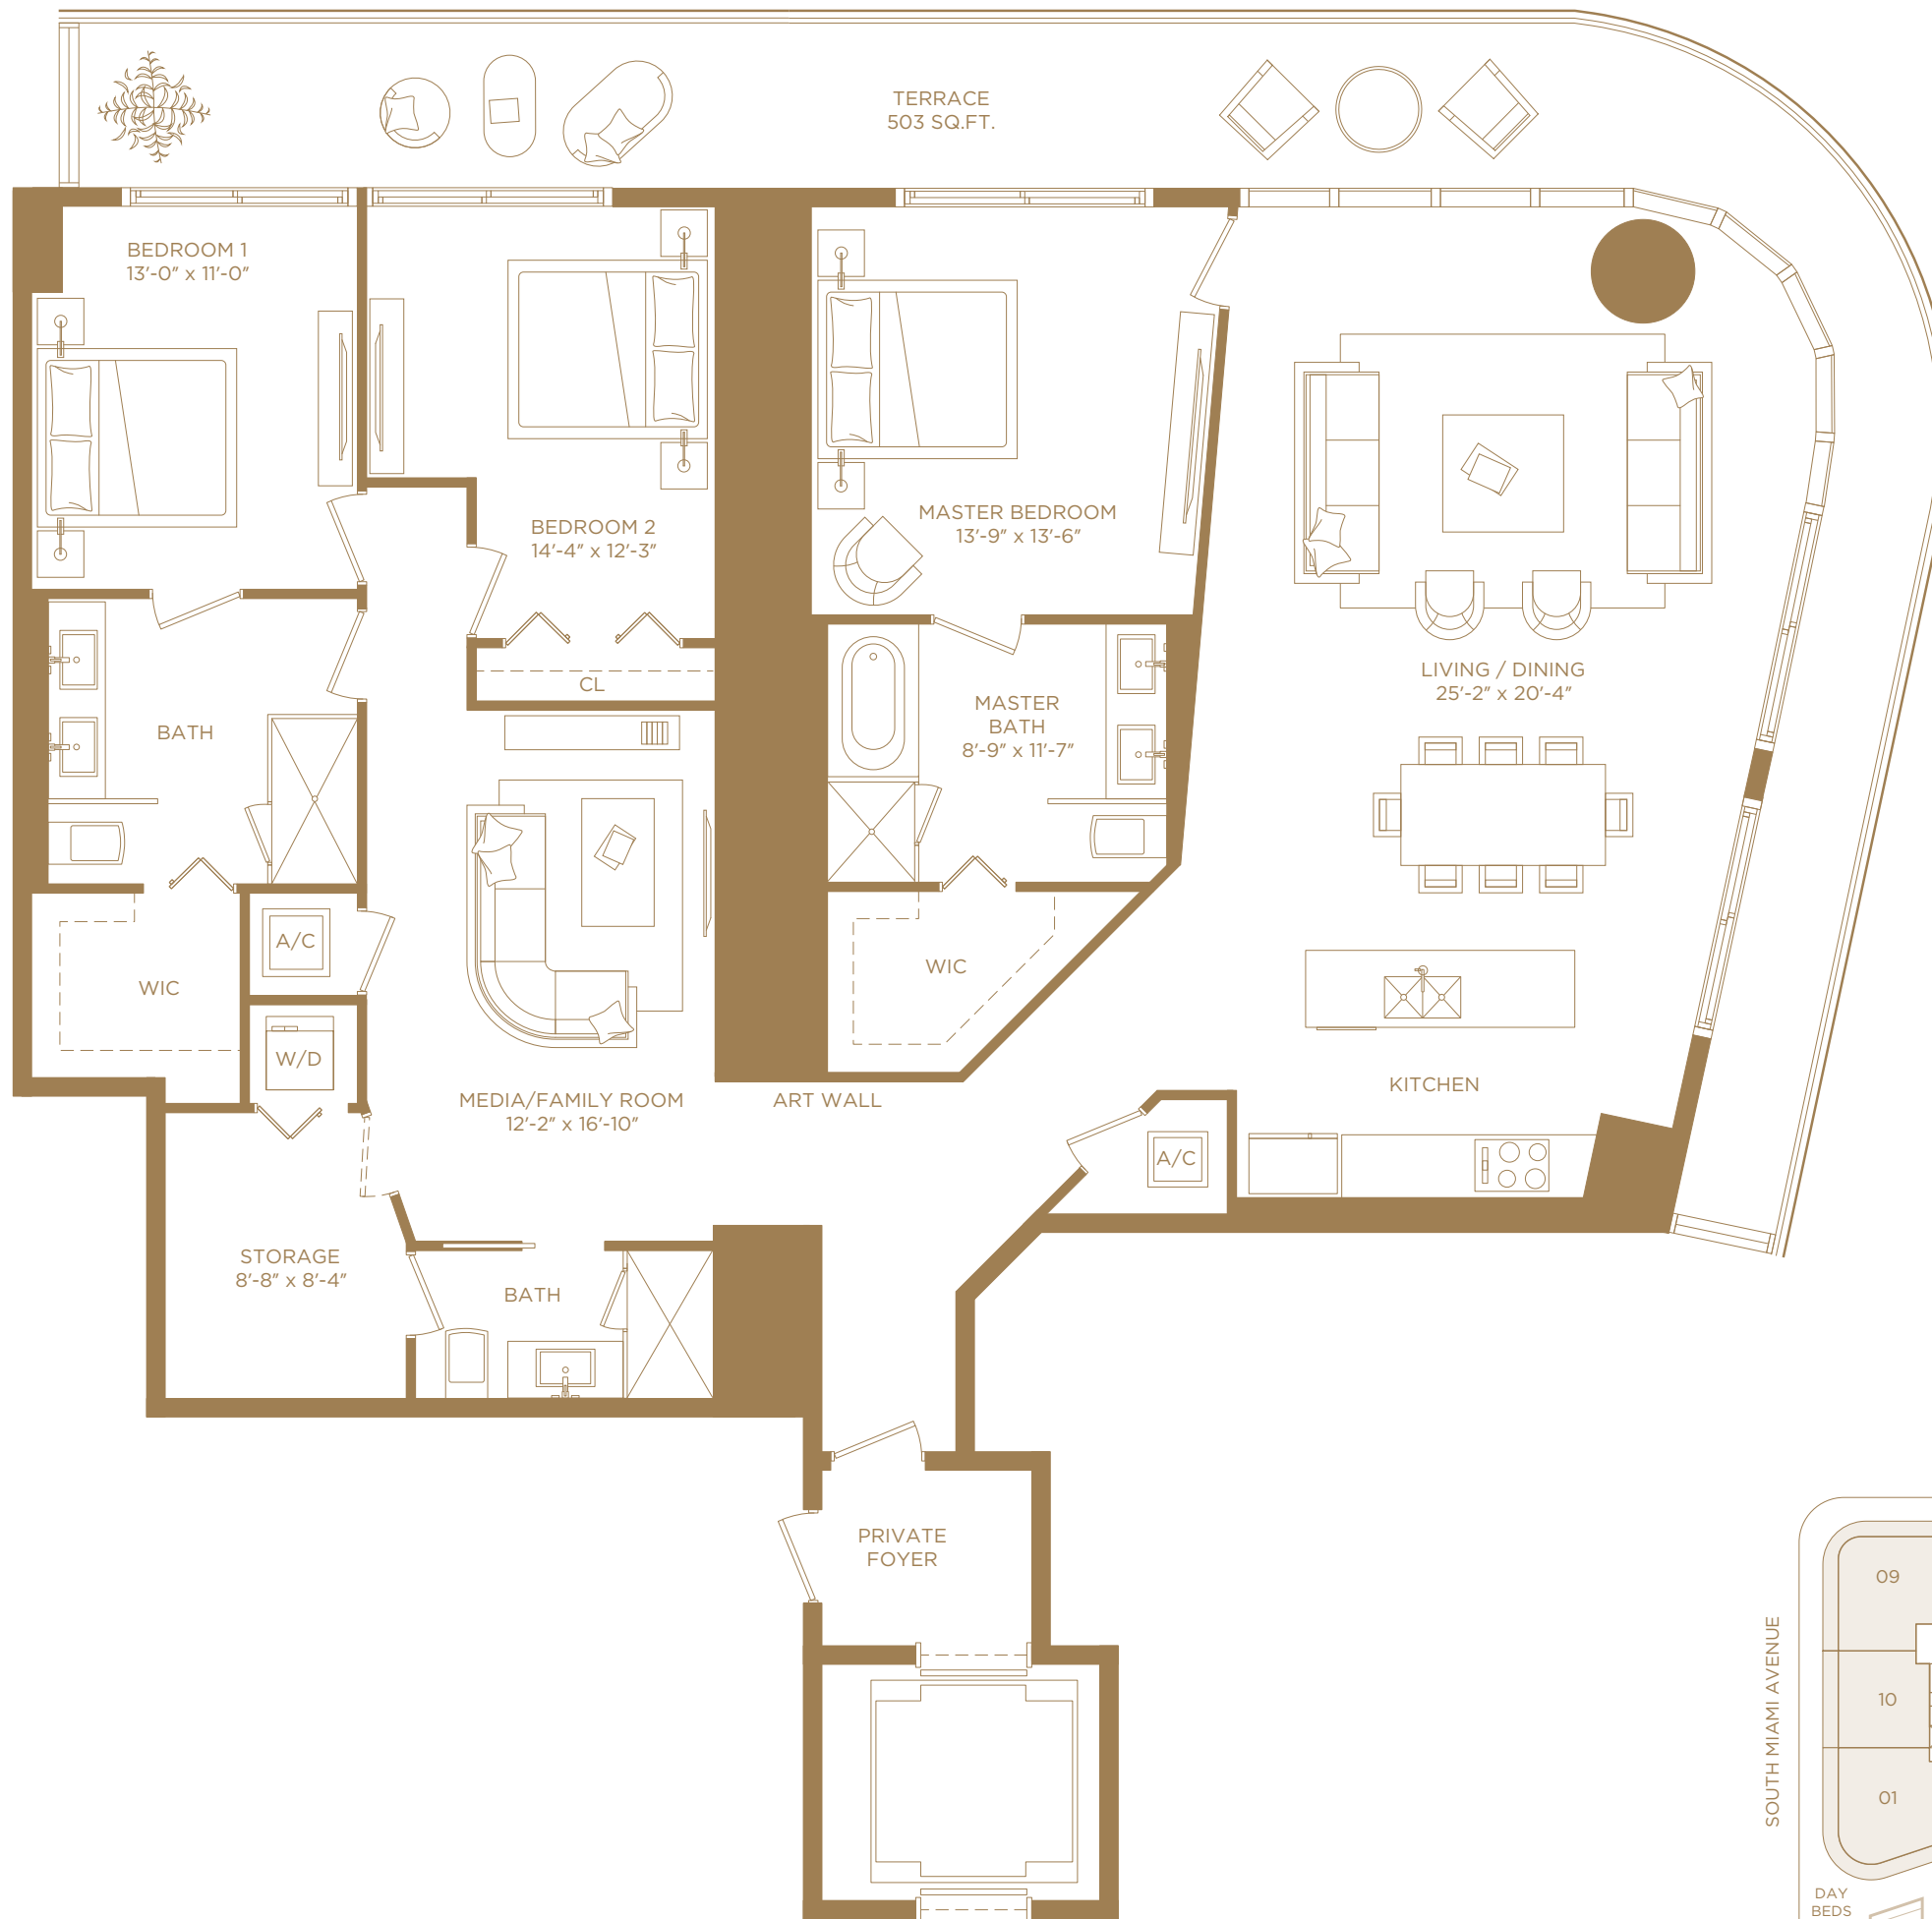 TERRACE
503 SQ.FT.
BEDROOM 1
13'-0" x 11'-0"
BEDROOM 2
14'-4" x 12'-3"
MASTER BEDROOM
13'-9" x 13'-6"
LIVING / DINING
25'-2" x 20'-4"
CL
MASTER
BATH
8'-9" x 11'-7"
BATH
A/C
WIC
WIC
W/D
MEDIA/FAMILY ROOM
12'-2" x 16'-10"
ART WALL
KITCHEN
A/C
STORAGE
8'-8" x 8'-4"
BATH
PRIVATE
FOYER
SOUTH MIAMI AVENUE
09
10
01
DAY
BEDS